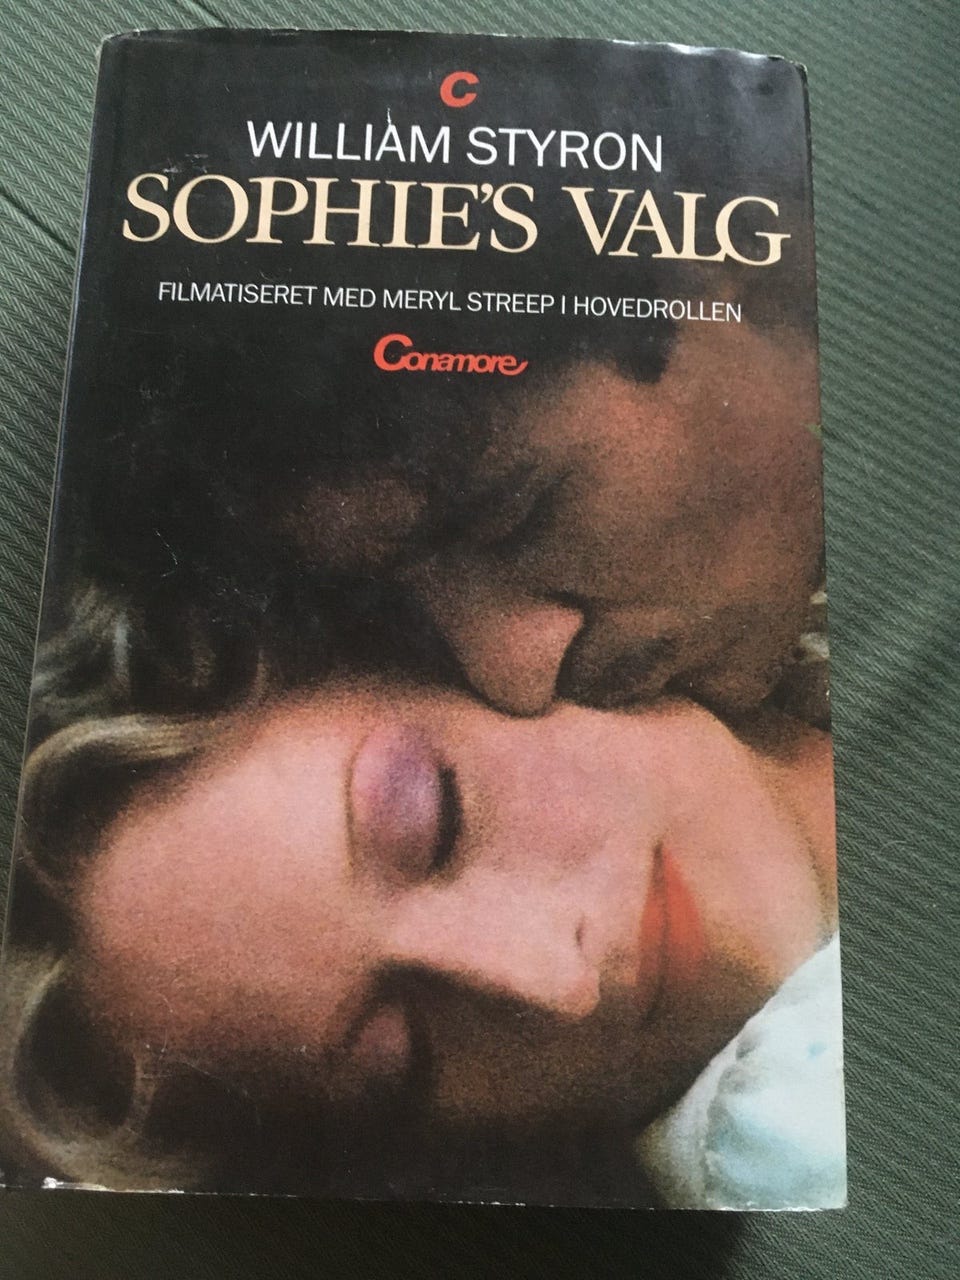 C
WILLIAM STYRON
SOPHIE'S VALG
FILMATISERET MED MERYL STREEP I HOVEDROLLEN
Conamore